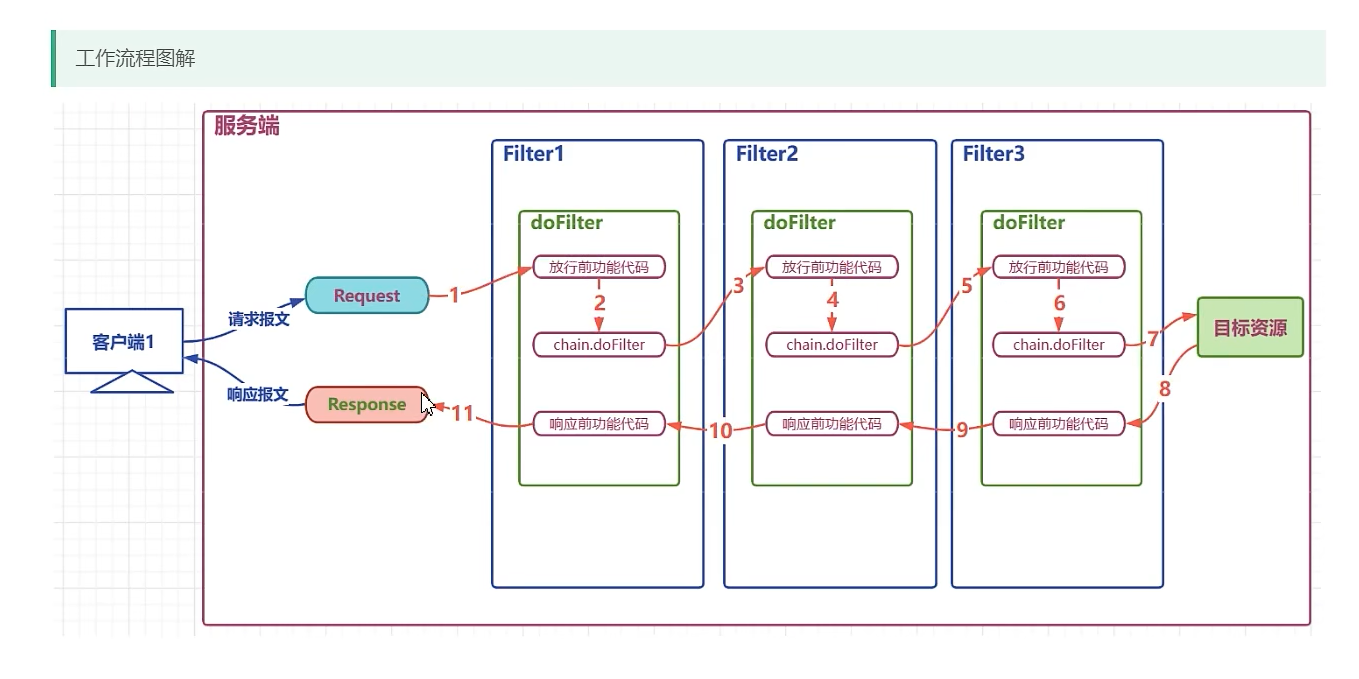 工作流程图解
服务端
Filter1
Filter2
Filter3
doFilter
doFilter
doFilter
放行前功能代码
放行前功能代码
放行前功能代码
Request
1
2
3
4
5
6
请求报文
客户端1
chain.doFilter
chain.doFilter
chain.doFilter
7
目标资源
8
响应报文
Response
11
响应前功能代码
10
响应前功能代码
9
响应前功能代码